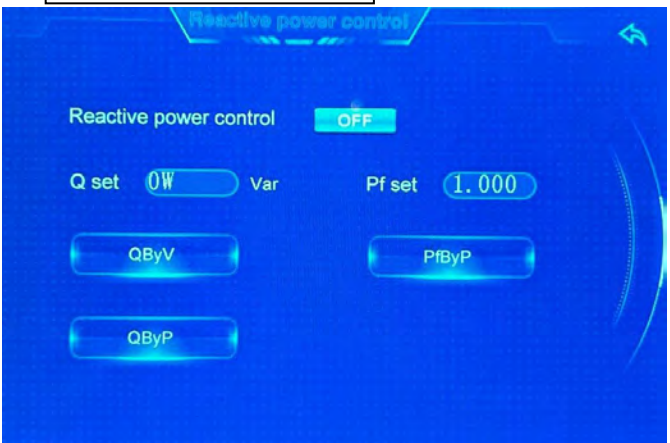 Reactive power control
Reactive power control OFF
Q set 0W Var Pf set 1.000
QByV PfByP
QByP